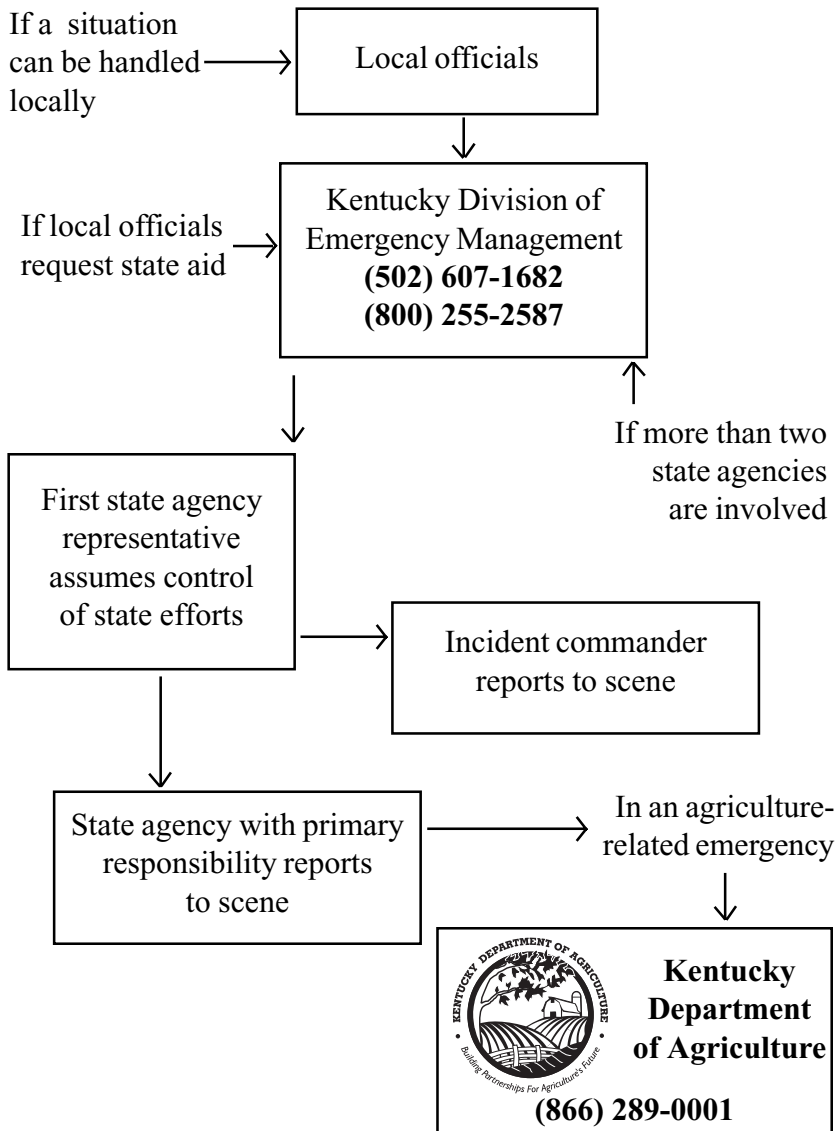 If a situation
can be handled
locally
Local officials
If local officials
request state aid
Kentucky Division of
Emergency Management
(502) 607-1682
(800) 255-2587
If more than two
state agencies
are involved
First state agency
representative
assumes control
of state efforts
Incident commander
reports to scene
State agency with primary
responsibility reports
to scene
In an agriculture-
related emergency
KENTUCKY DEPARTMENT OF AGRICULTURE
Building Partnerships For Agriculture's Future
Kentucky
Department
of Agriculture
(866) 289-0001